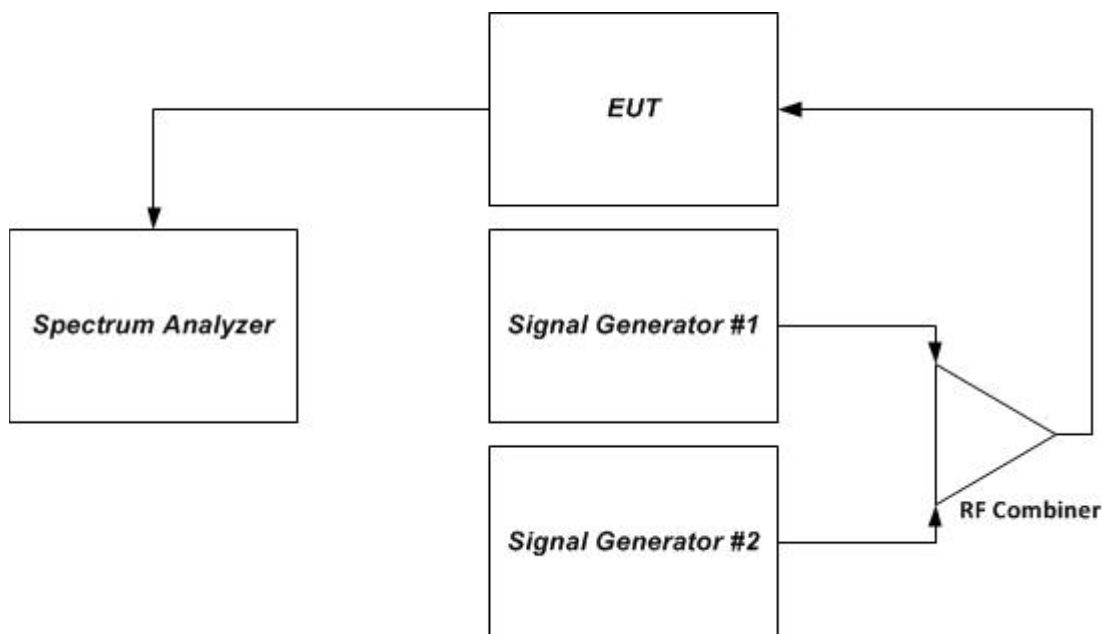 EUT
Spectrum Analyzer
Signal Generator #1
RF Combiner
Signal Generator #2